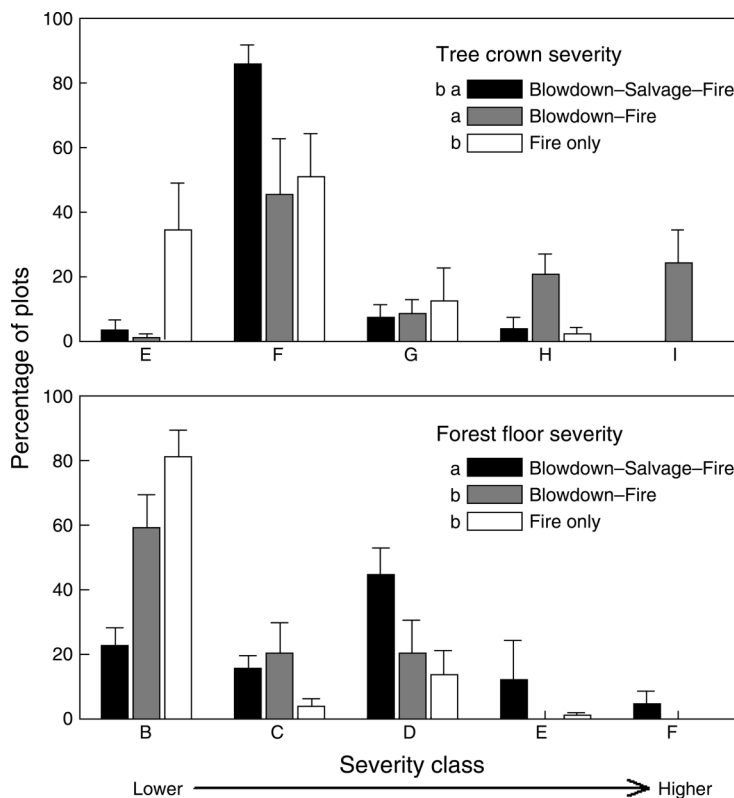 Percentage of plots
100
80
60
40
20
0
Tree crown severity
b a Blowdown–Salvage–Fire
a Blowdown–Fire
b Fire only
E F G H I
100
80
60
40
20
0
Forest floor severity
a Blowdown–Salvage–Fire
b Blowdown–Fire
b Fire only
B C D E F
Severity class
Lower Higher